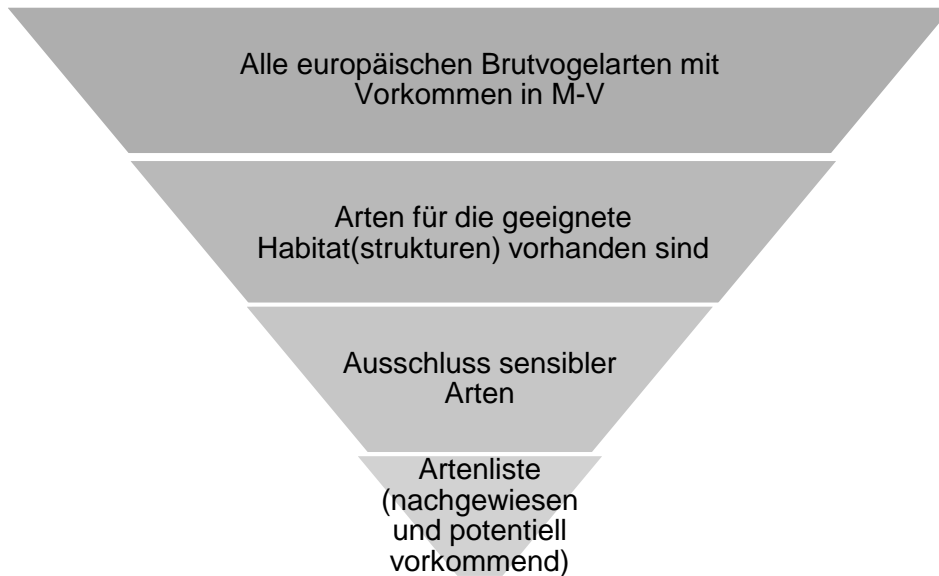 Alle europäischen Brutvogelarten mit
Vorkommen in M-V
Arten für die geeignete
Habitat(strukturen) vorhanden sind
Ausschluss sensibler
Arten
Artenliste
(nachgewiesen
und potentiell
vorkommend)